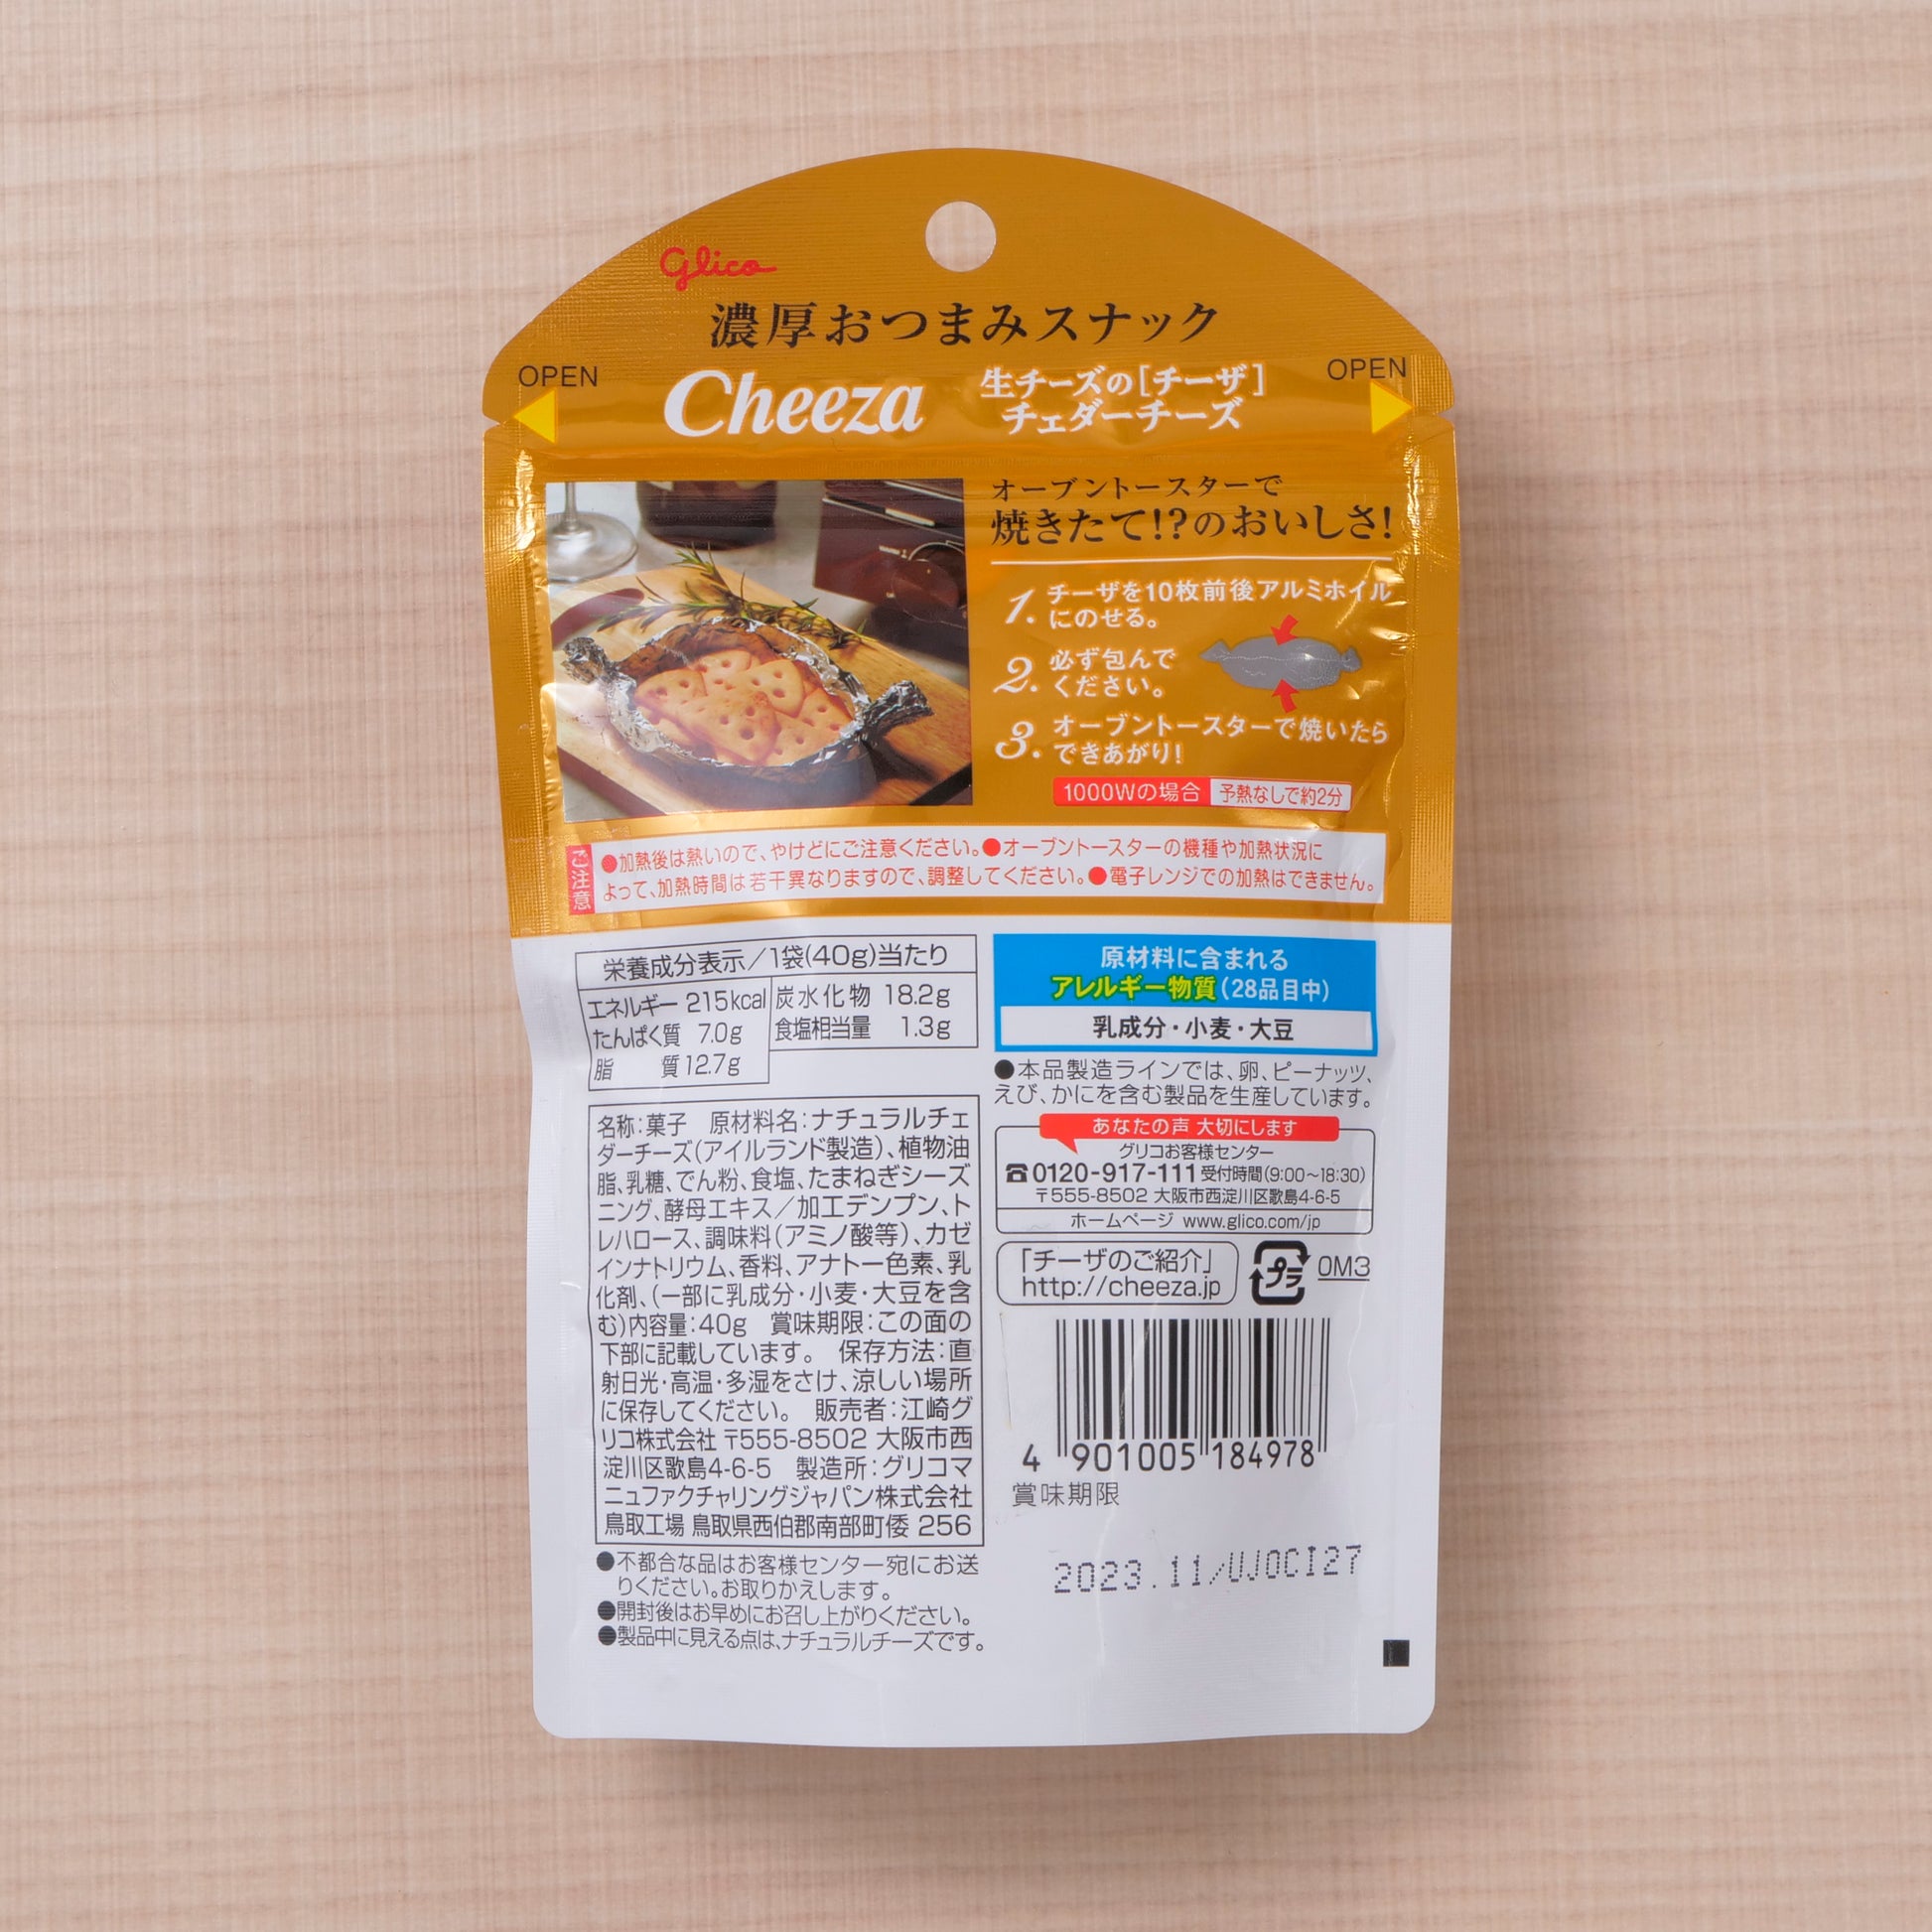 Glico
濃厚おつまみスナック
OPEN
OPEN
Cheeza
生チーズの[チーザ]
チェダーチーズ
オーブントースターで
焼きたて!?のおいしさ!
1. チーザを10枚前後アルミホイル
にのせる。
2. 必ず包んで
ください。
3. オーブントースターで焼いたら
できあがり!
1000Wの場合 予熱なしで約2分
ご注意
●加熱後は熱いので、やけどにご注意ください。●オーブントースターの機種や加熱状況に
よって、加熱時間は若干異なりますので、調整してください。●電子レンジでの加熱はできません。
栄養成分表示/1袋(40g)当たり
エネルギー 215kcal 炭水化物 18.2g
たんぱく質 7.0g 食塩相当量 1.3g
脂質 12.7g
名称:菓子 原材料名:ナチュラルチェ
ダーチーズ(アイルランド製造)、植物油
脂、乳糖、でん粉、食塩、たまねぎシーズ
ニング、酵母エキス/加工デンプン、ト
レハロース、調味料(アミノ酸等)、カゼ
インナトリウム、香料、アナトー色素、乳
化剤、(一部に乳成分・小麦・大豆を含
む)内容量:40g 賞味期限:この面の
下部に記載しています。 保存方法:直
射日光・高温・多湿をさけ、涼しい場所
に保存してください。 販売者:江崎グ
リコ株式会社 〒555-8502 大阪市西
淀川区歌島4-6-5 製造所:グリコマ
ニュファクチャリングジャパン株式会社
鳥取工場 鳥取県西伯郡南部町倭 256
●不都合な品はお客様センター宛にお送
りください。お取りかえします。
●開封後はお早めにお召し上がりください。
●製品中に見える点は、ナチュラルチーズです。
原材料に含まれる
アレルギー物質(28品目中)
乳成分・小麦・大豆
●本品製造ラインでは、卵、ピーナッツ、
えび、かにを含む製品を生産しています。
あなたの声 大切にします
グリコお客様センター
☎0120-917-111 受付時間(9:00~18:30)
〒555-8502 大阪市西淀川区歌島4-6-5
ホームページ www.glico.com/jp
「チーザのご紹介」
http://cheeza.jp
プラ
0M3
4 901005 184978
賞味期限
2023.11/UJOCI27